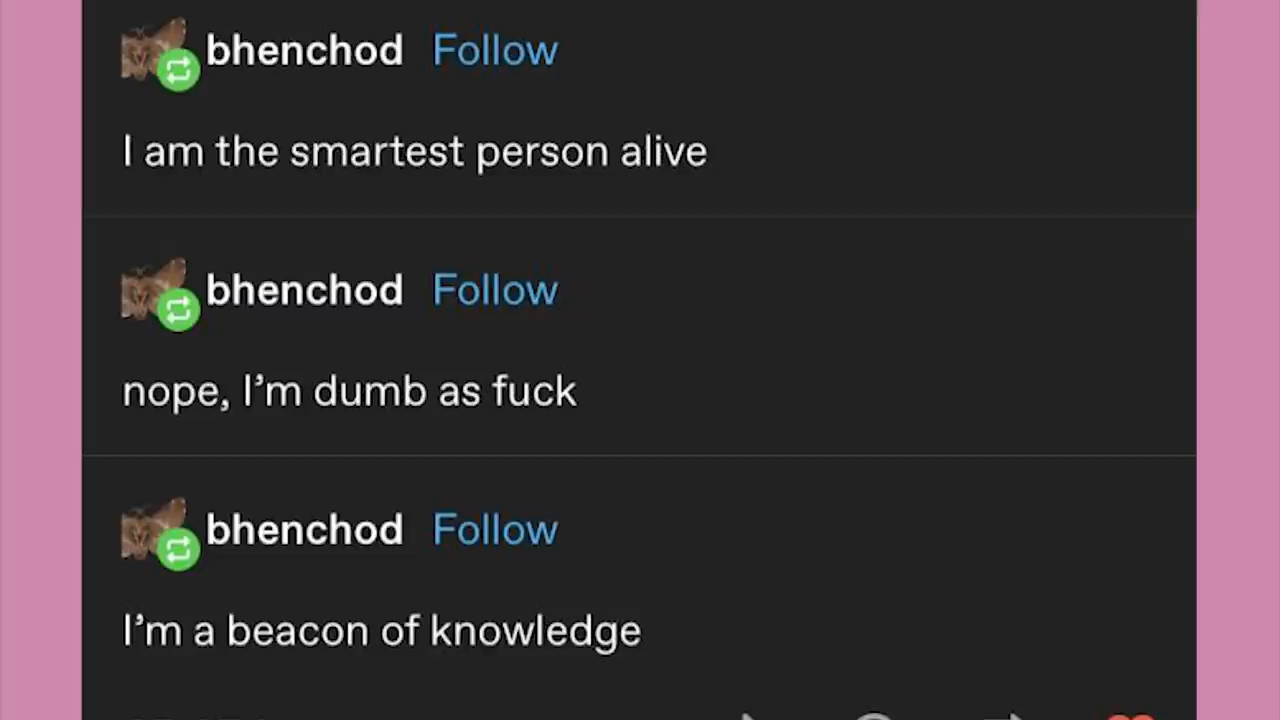 bhenchod Follow
I am the smartest person alive
bhenchod Follow
nope, I’m dumb as fuck
bhenchod Follow
I’m a beacon of knowledge